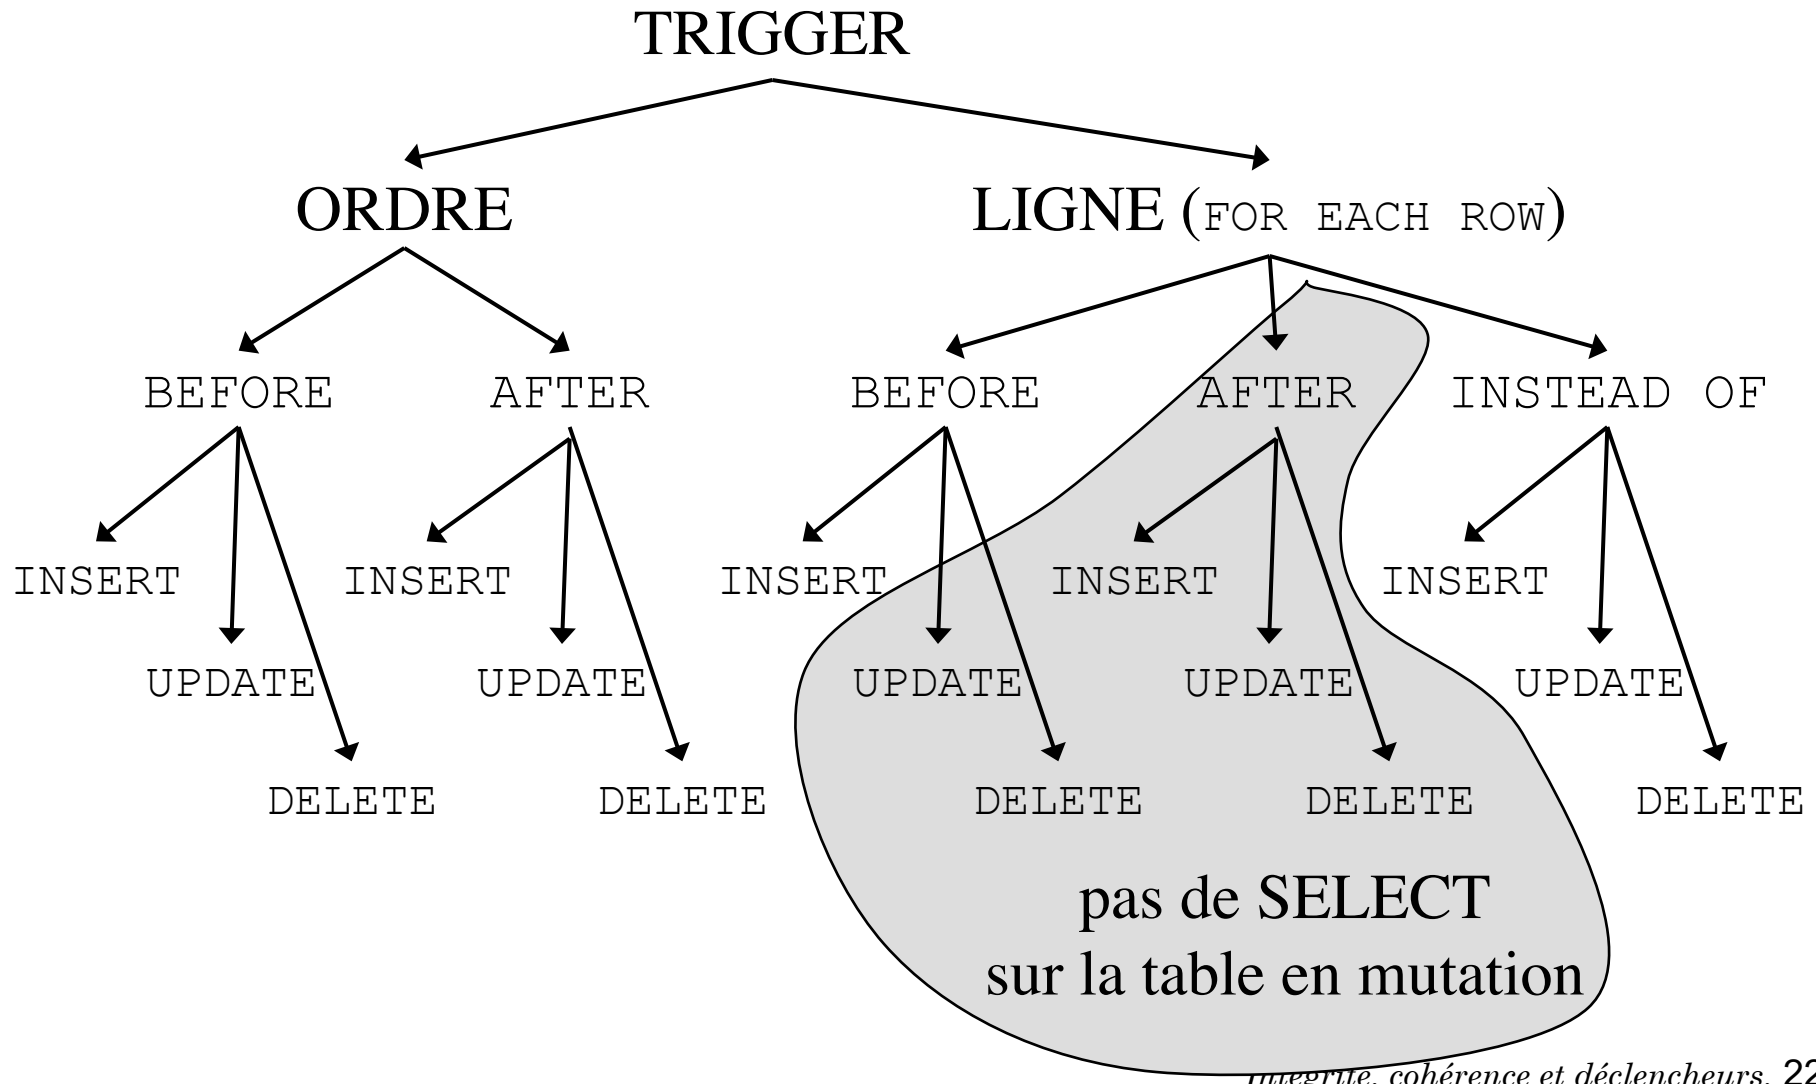 TRIGGER
ORDRE
LIGNE (FOR EACH ROW)
BEFORE
AFTER
BEFORE
AFTER
INSTEAD OF
INSERT
INSERT
INSERT
INSERT
INSERT
UPDATE
UPDATE
UPDATE
UPDATE
UPDATE
DELETE
DELETE
DELETE
DELETE
DELETE
pas de SELECT
sur la table en mutation
Intégrité, cohérence et déclencheurs, 22